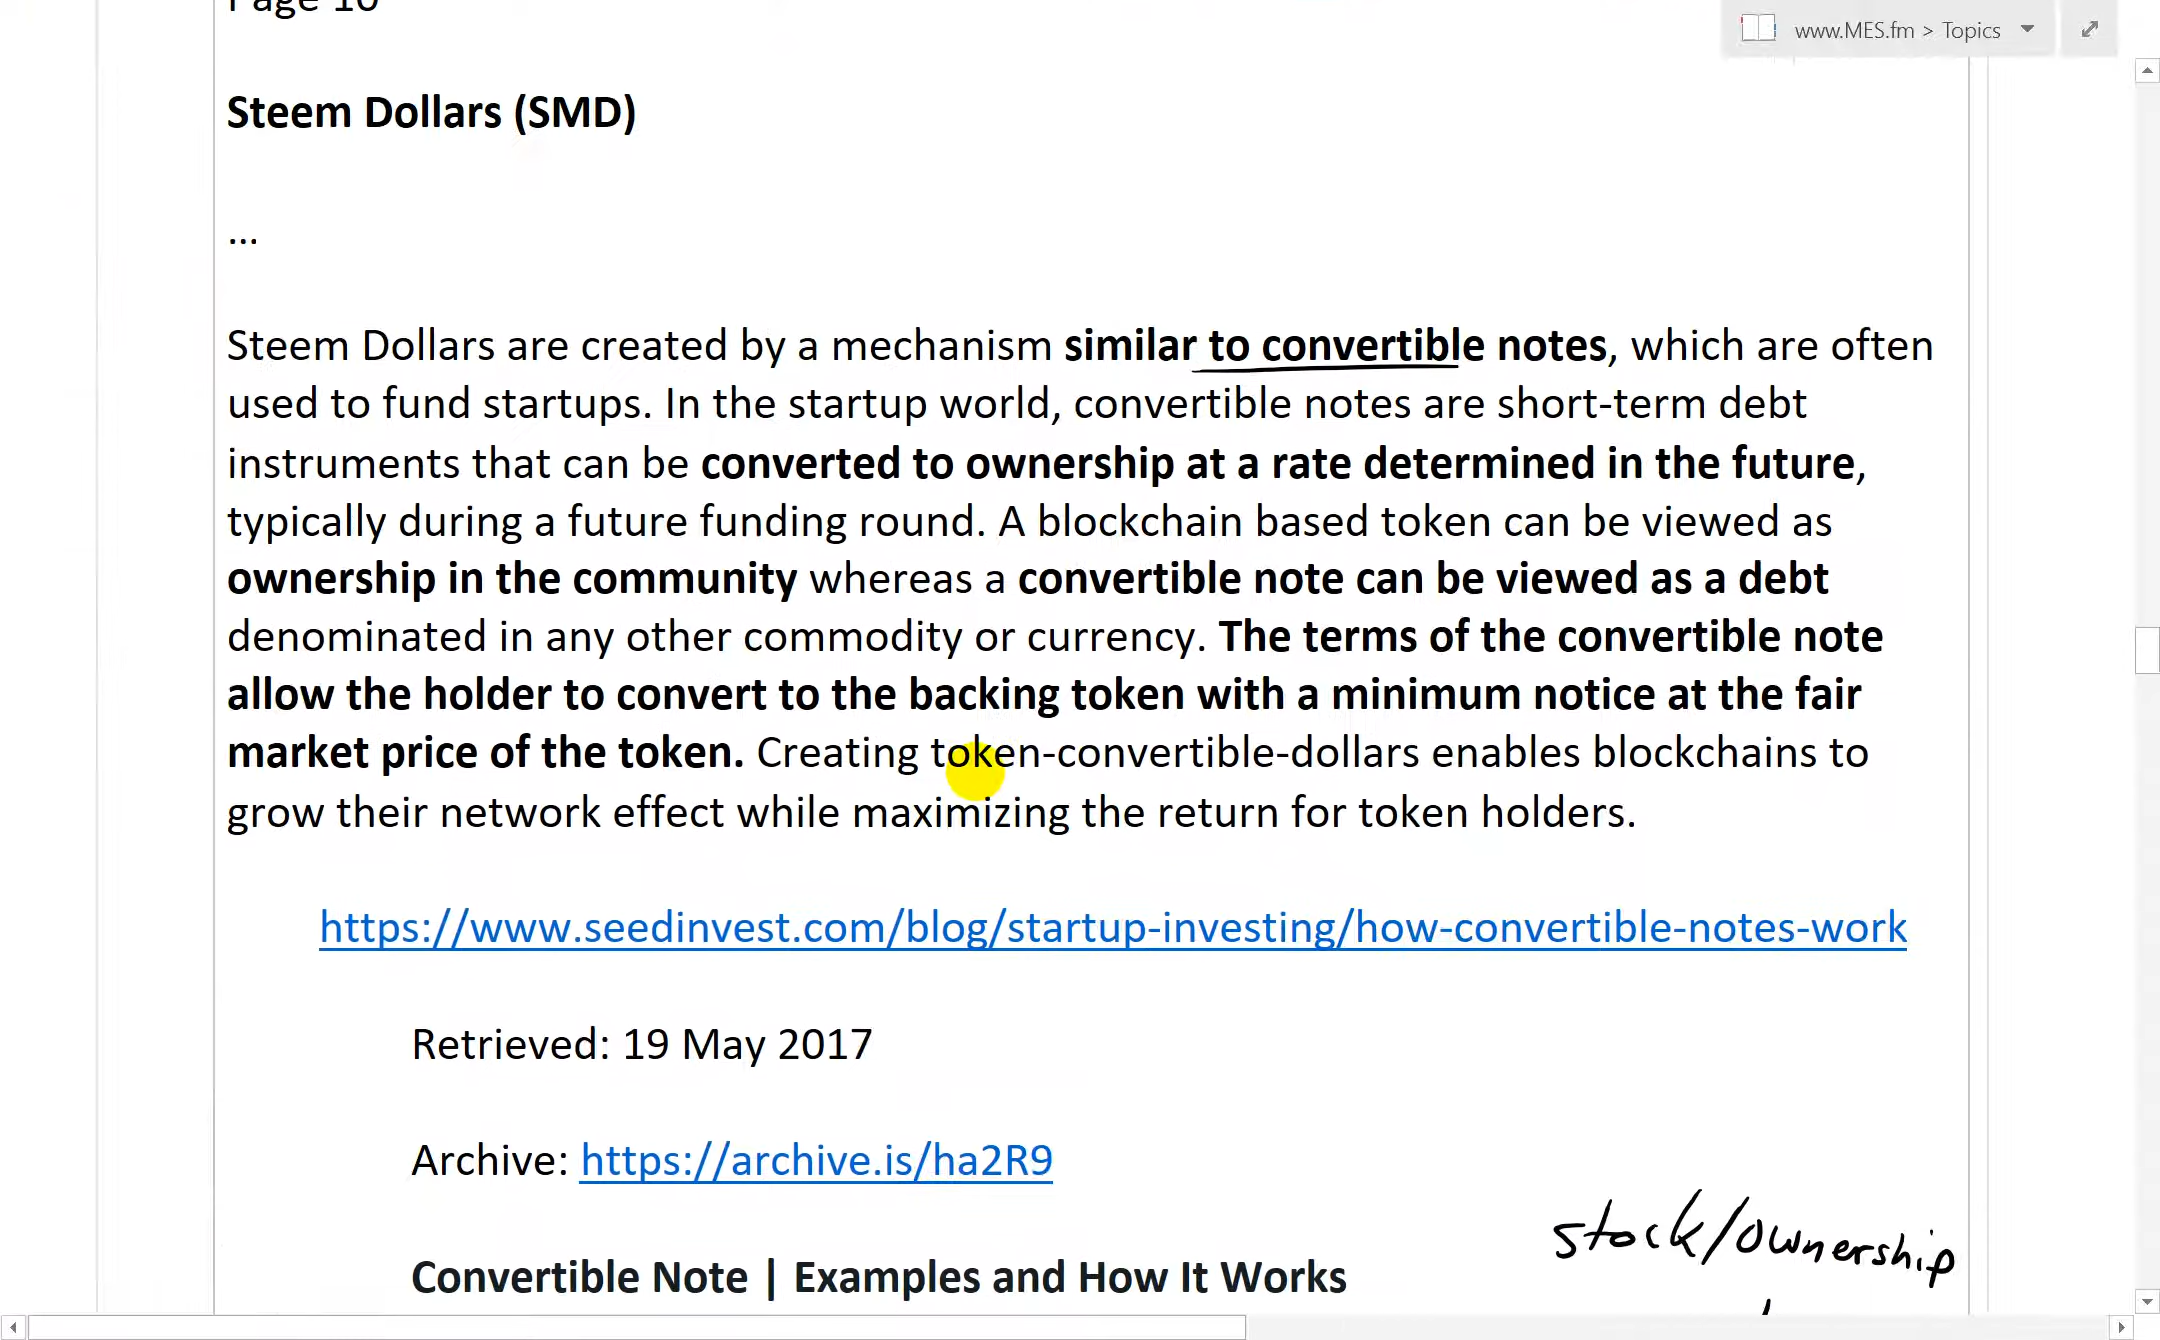 Page 10
www.MES.fm > Topics
Steem Dollars (SMD)
...
Steem Dollars are created by a mechanism similar to convertible notes, which are often
used to fund startups. In the startup world, convertible notes are short-term debt
instruments that can be converted to ownership at a rate determined in the future,
typically during a future funding round. A blockchain based token can be viewed as
ownership in the community whereas a convertible note can be viewed as a debt
denominated in any other commodity or currency. The terms of the convertible note
allow the holder to convert to the backing token with a minimum notice at the fair
market price of the token. Creating token-convertible-dollars enables blockchains to
grow their network effect while maximizing the return for token holders.
https://www.seedinvest.com/blog/startup-investing/how-convertible-notes-work
Retrieved: 19 May 2017
Archive: https://archive.is/ha2R9
stock/ownership
Convertible Note | Examples and How It Works